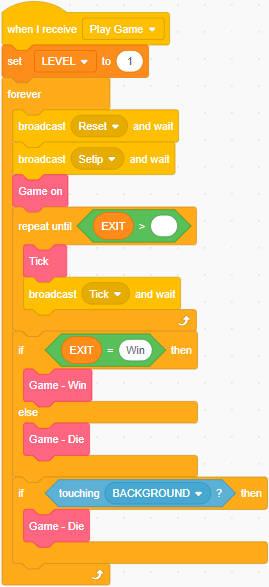 when I receive Play Game
set LEVEL to 1
forever
broadcast Reset and wait
broadcast Setip and wait
Game on
repeat until EXIT >
Tick
broadcast Tick and wait
if EXIT = Win then
Game - Win
else
Game - Die
if touching BACKGROUND ? then
Game - Die